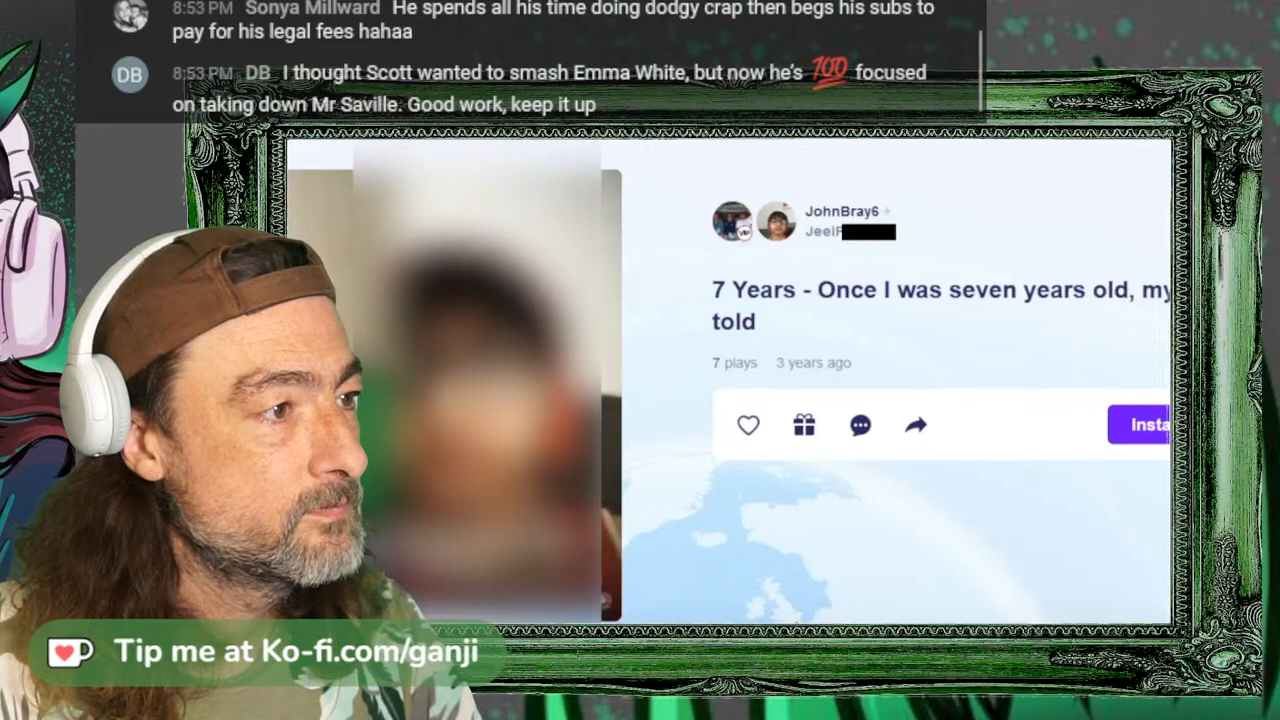 8:53 PM Sonya Millward He spends all his time doing dodgy crap then begs his subs to
pay for his legal fees hahaa
DB 8:53 PM DB I thought Scott wanted to smash Emma White, but now he's 💯 focused
on taking down Mr Saville. Good work, keep it up
JohnBray6 +
JeelF
7 Years - Once I was seven years old, my
told
7 plays 3 years ago
Insta
Tip me at Ko-fi.com/ganji